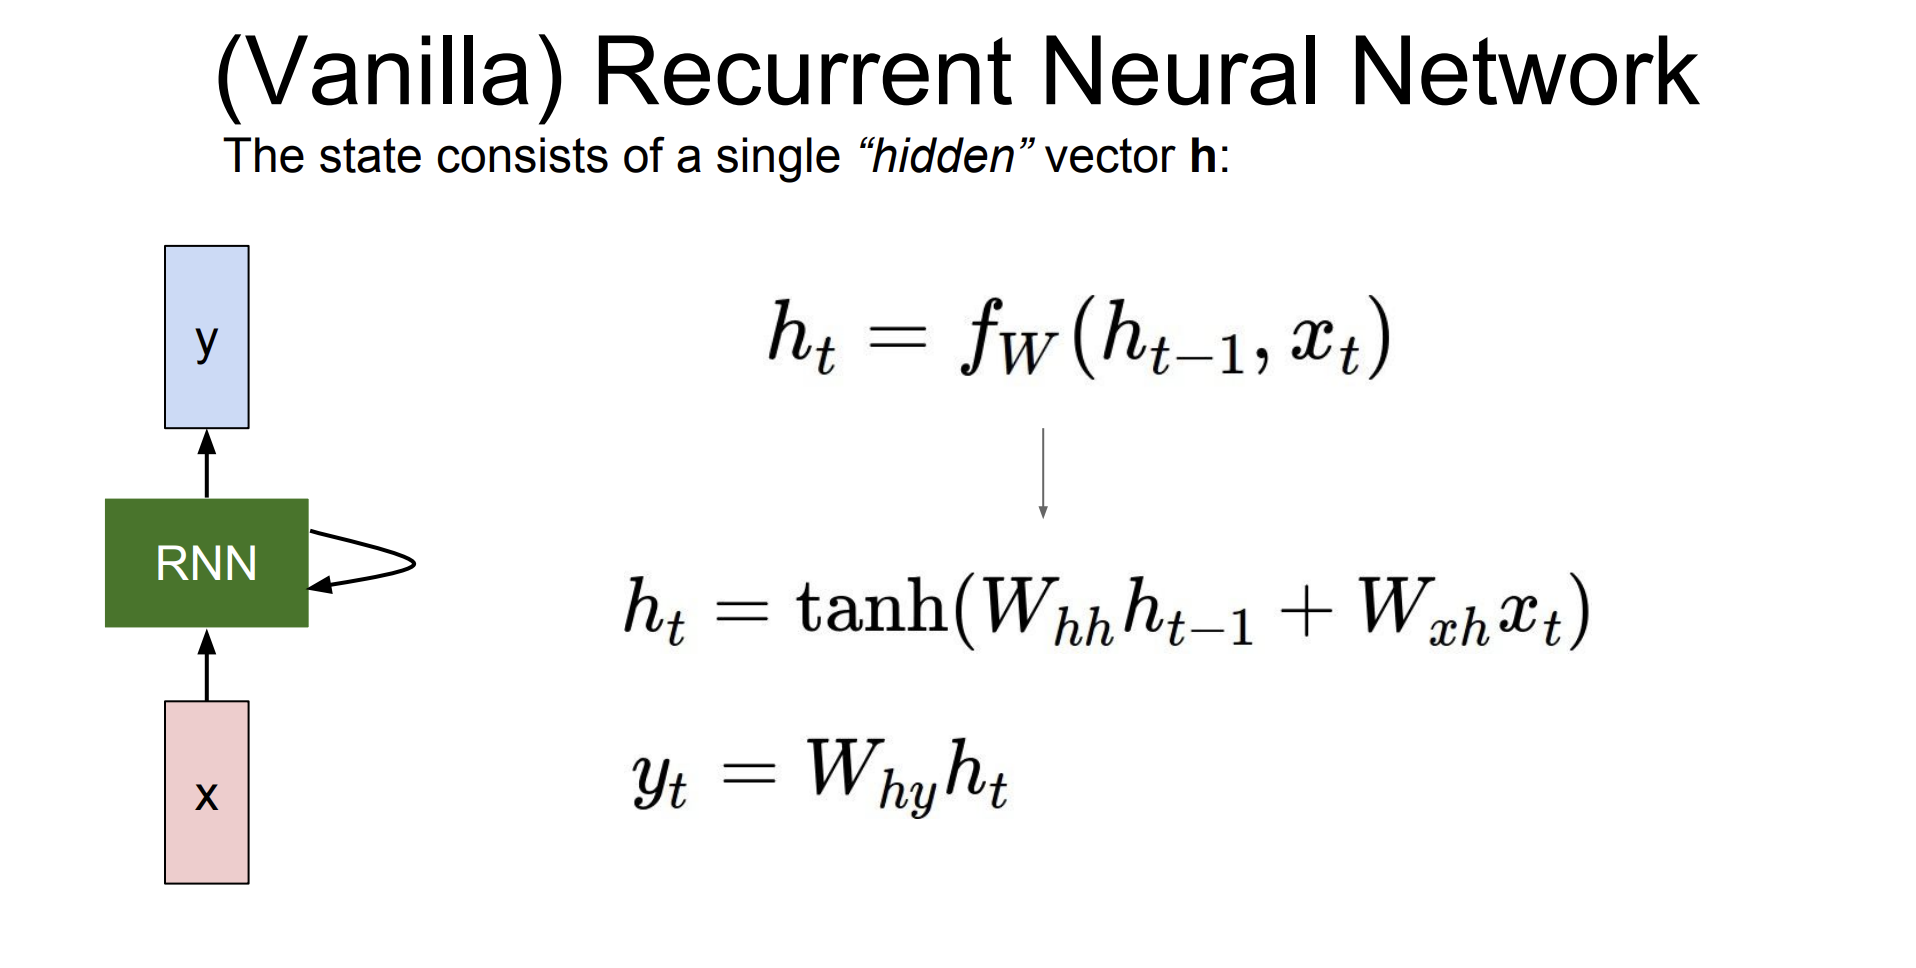 (Vanilla) Recurrent Neural Network
The state consists of a single “hidden” vector h:
y
RNN
x
h_t = f_W(h_{t-1}, x_t)
h_t = tanh(W_{hh}h_{t-1} + W_{xh}x_t)
y_t = W_{hy}h_t